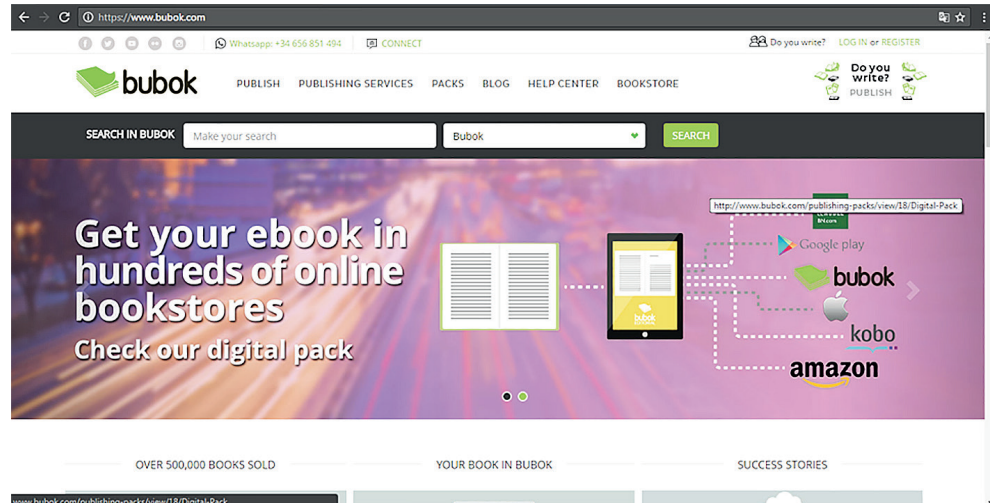 https://www.bubok.com
Whatsapp: +34 656 851 494
CONNECT
Do you write?
LOG IN or REGISTER
bubok
PUBLISH
PUBLISHING SERVICES
PACKS
BLOG
HELP CENTER
BOOKSTORE
Do you
write?
PUBLISH
SEARCH IN BUBOK
Make your search
Bubok
SEARCH
http://www.bubok.com/publishing-packs/view/18/Digital-Pack
BN.com
Get your ebook in
hundreds of online
bookstores
Check our digital pack
bubok
Google play
bubok
kobo
amazon
OVER 500,000 BOOKS SOLD
YOUR BOOK IN BUBOK
SUCCESS STORIES
www.bubok.com/publishing-packs/view/18/Digital-Pack